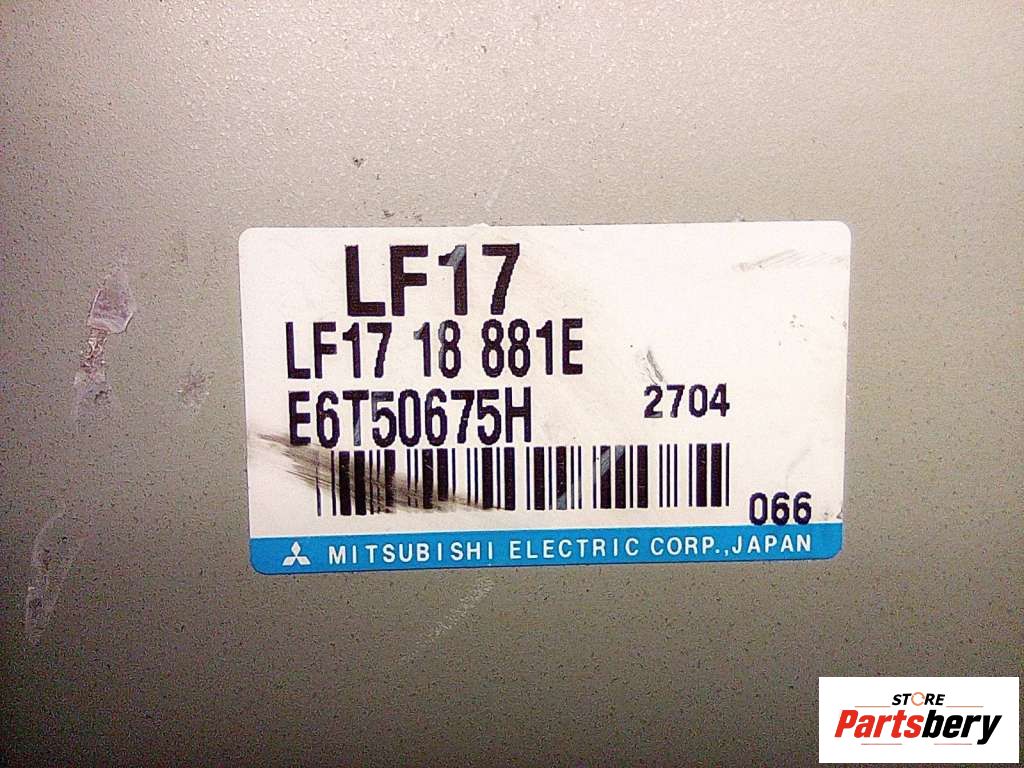 LF17
LF17 18 881E
E6T50675H
2704
066
MITSUBISHI ELECTRIC CORP.,JAPAN
STORE
Partsbery